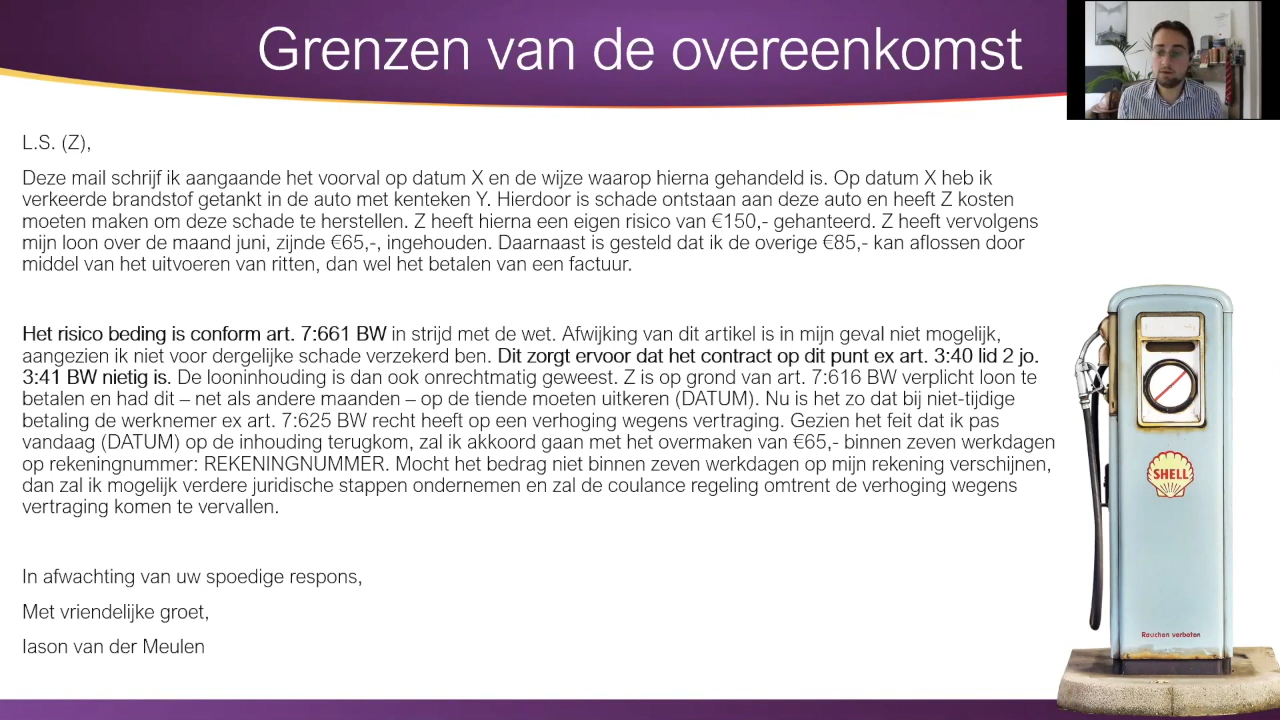 Grenzen van de overeenkomst
L.S. (Z),
Deze mail schrijf ik aangaande het voorval op datum X en de wijze waarop hierna gehandeld is. Op datum X heb ik
verkeerde brandstof getankt in de auto met kenteken Y. Hierdoor is schade ontstaan aan deze auto en heeft Z kosten
moeten maken om deze schade te herstellen. Z heeft hierna een eigen risico van €150,- gehanteerd. Z heeft vervolgens
mijn loon over de maand juni, zijnde €65,-, ingehouden. Daarnaast is gesteld dat ik de overige €85,- kan aflossen door
middel van het uitvoeren van ritten, dan wel het betalen van een factuur.
Het risico beding is conform art. 7:661 BW in strijd met de wet. Afwijking van dit artikel is in mijn geval niet mogelijk,
aangezien ik niet voor dergelijke schade verzekerd ben. Dit zorgt ervoor dat het contract op dit punt ex art. 3:40 lid 2 jo.
3:41 BW nietig is. De looninhouding is dan ook onrechtmatig geweest. Z is op grond van art. 7:616 BW verplicht loon te
betalen en had dit – net als andere maanden – op de tiende moeten uitkeren (DATUM). Nu is het zo dat bij niet-tijdige
betaling de werknemer ex art. 7:625 BW recht heeft op een verhoging wegens vertraging. Gezien het feit dat ik pas
vandaag (DATUM) op de inhouding terugkom, zal ik akkoord gaan met het overmaken van €65,- binnen zeven werkdagen
op rekeningnummer: REKENINGNUMMER. Mocht het bedrag niet binnen zeven werkdagen op mijn rekening verschijnen,
dan zal ik mogelijk verdere juridische stappen ondernemen en zal de coulance regeling omtrent de verhoging wegens
vertraging komen te vervallen.
In afwachting van uw spoedige respons,
Met vriendelijke groet,
Iason van der Meulen
SHELL
Rauchen verboten